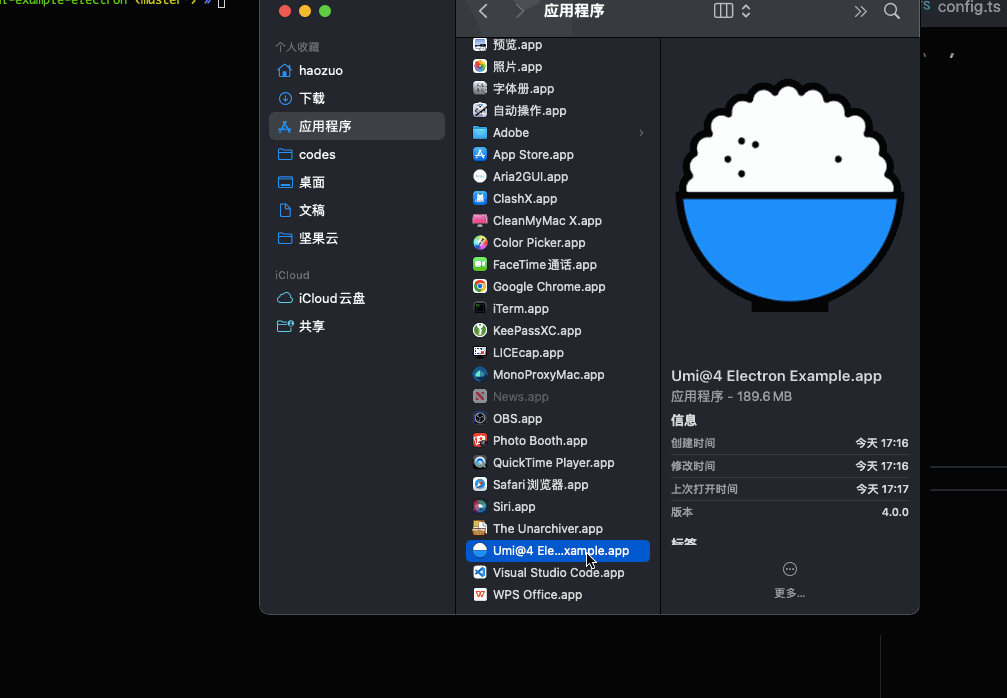 -example-electron <master*> »
应用程序
TS config.ts
个人收藏
haozuo
下载
应用程序
codes
桌面
文稿
坚果云
iCloud
iCloud云盘
共享
预览.app
照片.app
字体册.app
自动操作.app
Adobe
App Store.app
Aria2GUI.app
ClashX.app
CleanMyMac X.app
Color Picker.app
FaceTime通话.app
Google Chrome.app
iTerm.app
KeePassXC.app
LICEcap.app
MonoProxyMac.app
News.app
OBS.app
Photo Booth.app
QuickTime Player.app
Safari浏览器.app
Siri.app
The Unarchiver.app
Umi@4 Ele...xample.app
Visual Studio Code.app
WPS Office.app
Umi@4 Electron Example.app
应用程序 - 189.6 MB
信息
创建时间 今天 17:16
修改时间 今天 17:16
上次打开时间 今天 17:17
版本 4.0.0
标签
更多...